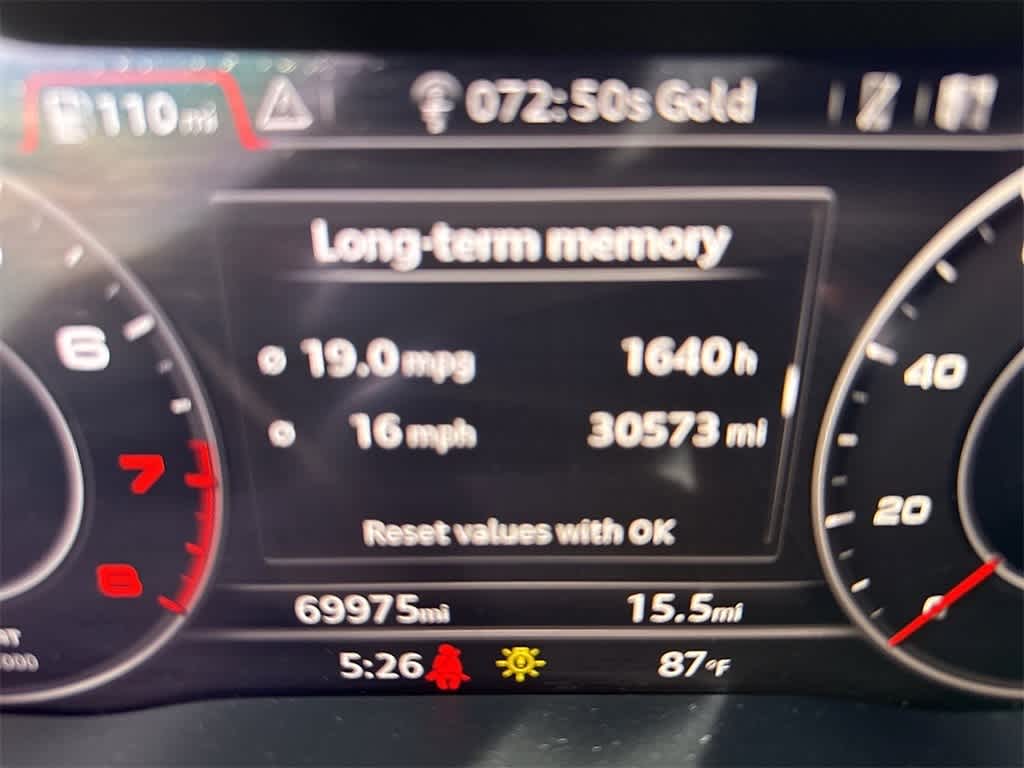 110 mi 072:50s Gold
Long-term memory
6
ø 19.0 mpg 1640 h
40
ø 16 mph 30573 mi
7
20
Reset values with OK
8
69975 mi 15.5 mi
0
5:26 87°F